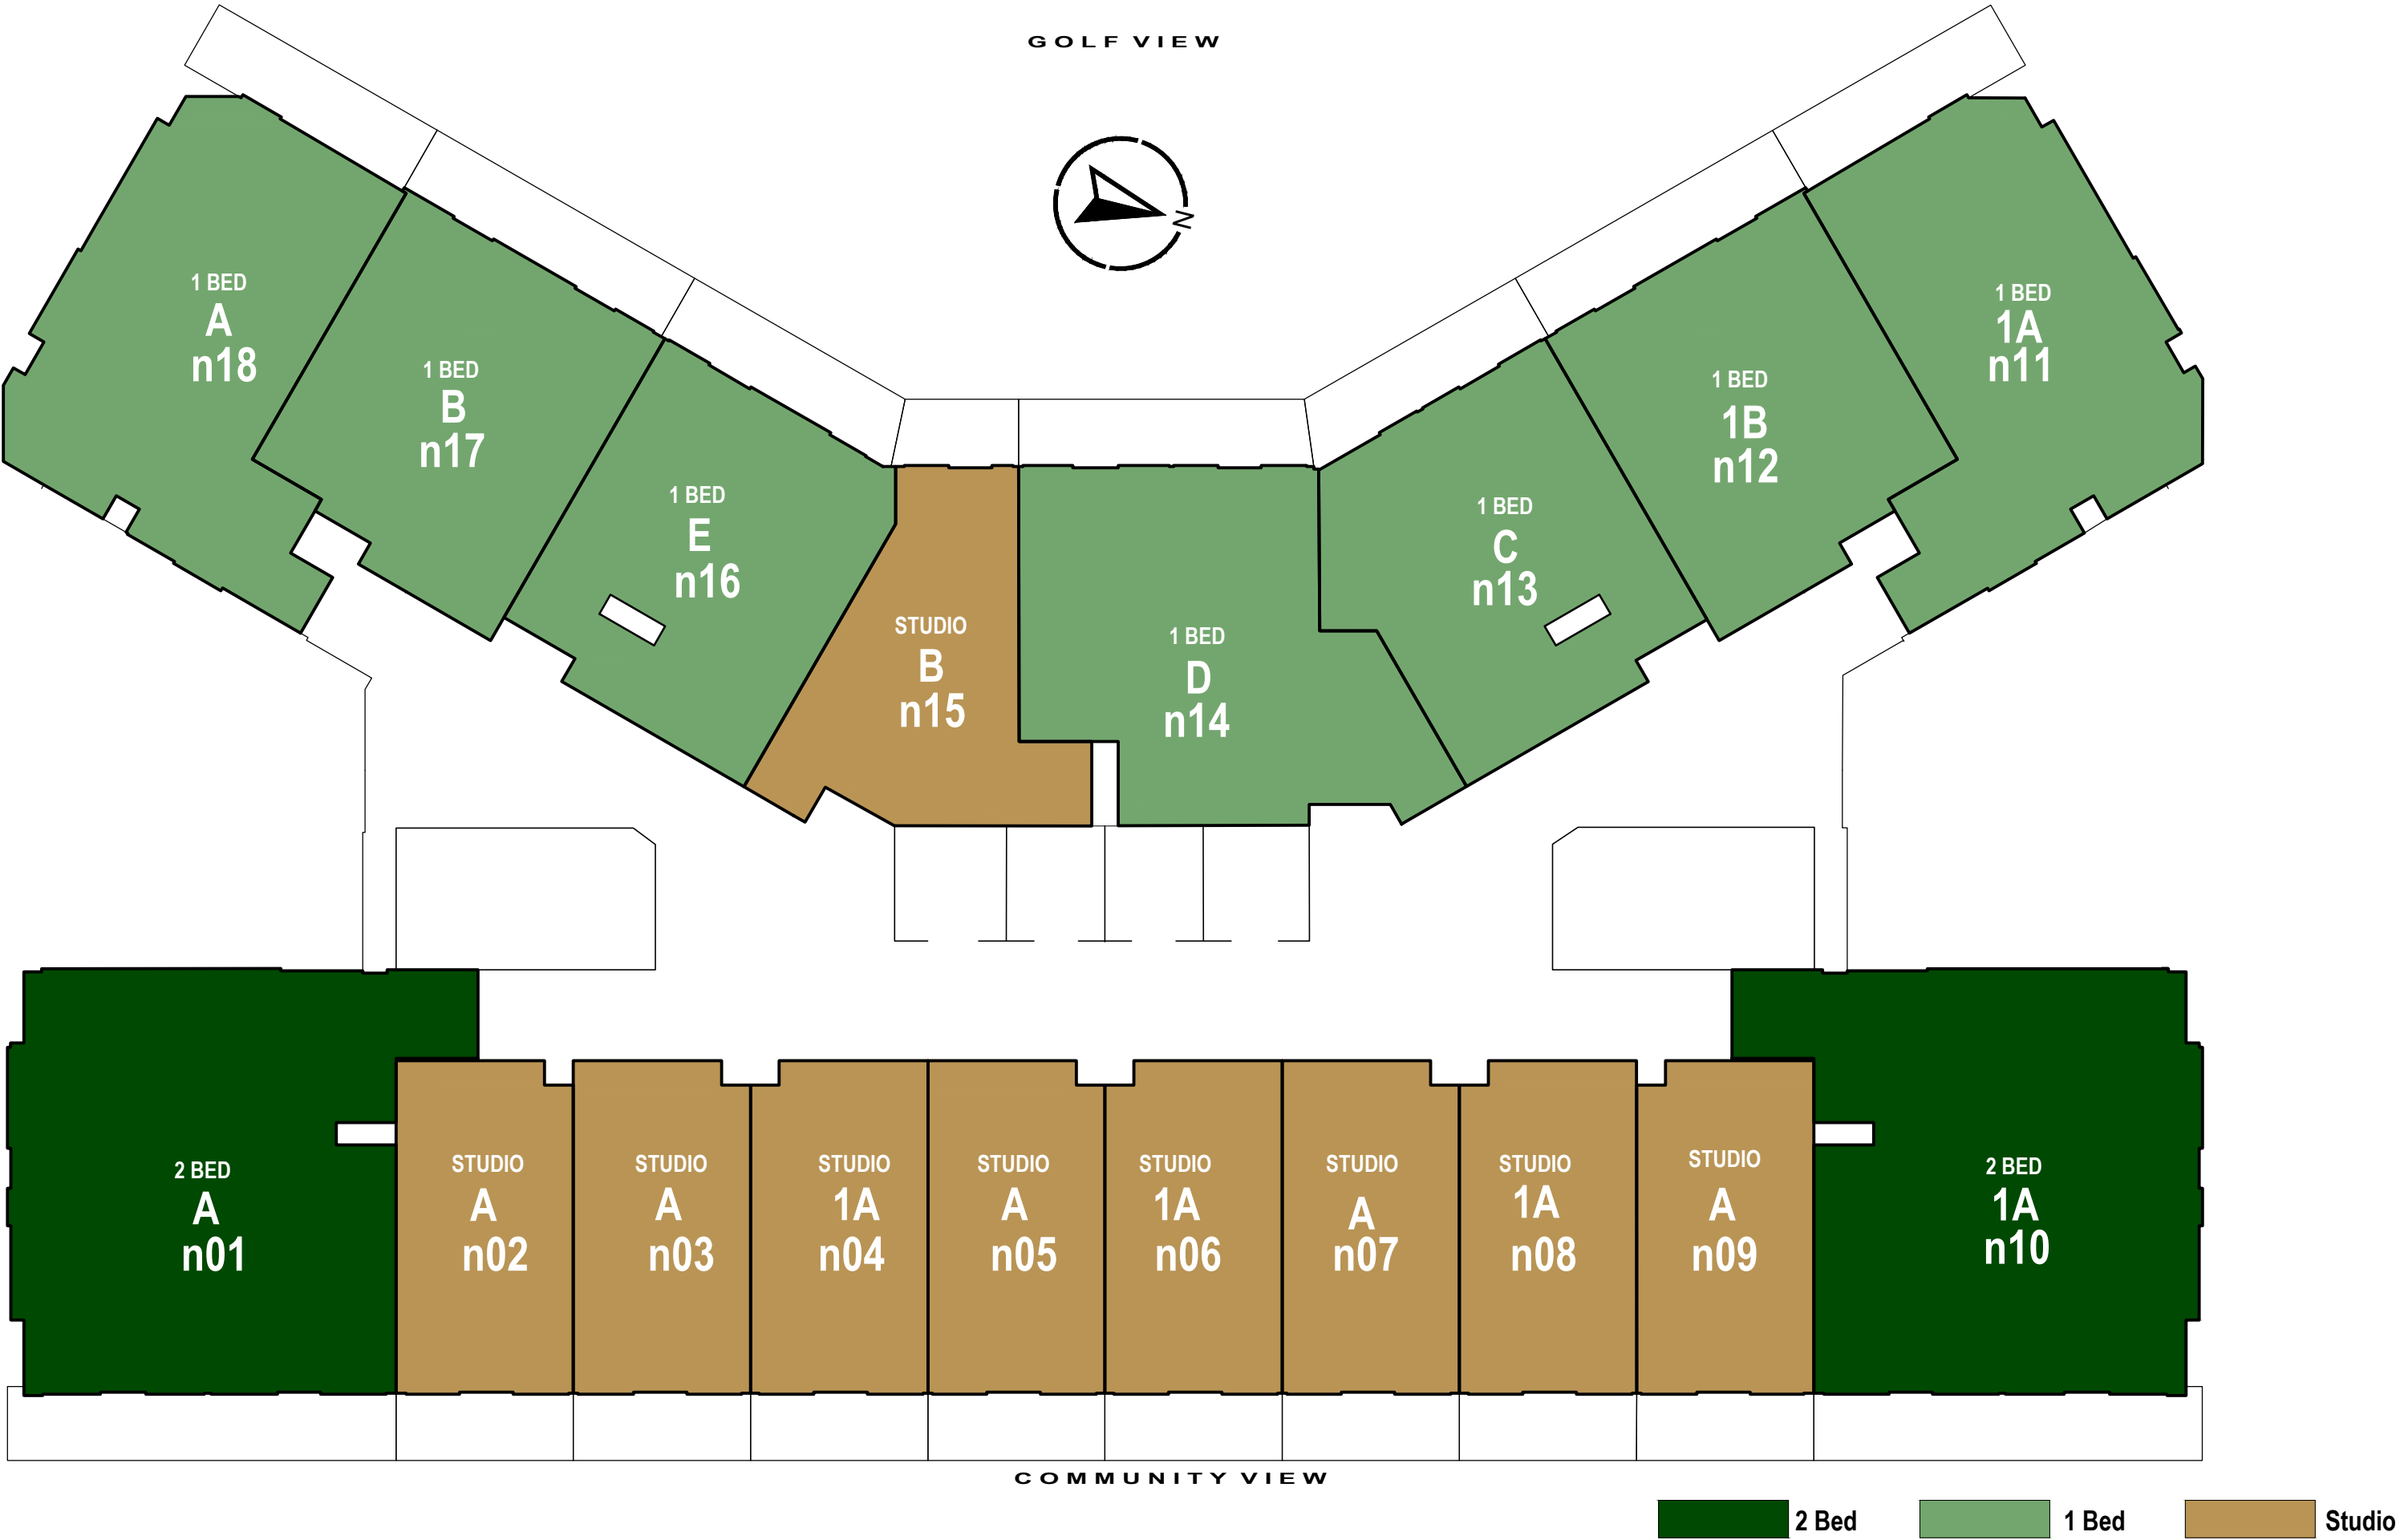 GOLF VIEW
N
1 BED
A
n18
1 BED
B
n17
1 BED
E
n16
STUDIO
B
n15
1 BED
D
n14
1 BED
C
n13
1 BED
1B
n12
1 BED
1A
n11
2 BED
A
n01
STUDIO
A
n02
STUDIO
A
n03
STUDIO
1A
n04
STUDIO
A
n05
STUDIO
1A
n06
STUDIO
A
n07
STUDIO
1A
n08
STUDIO
A
n09
2 BED
1A
n10
COMMUNITY VIEW
2 Bed
1 Bed
Studio